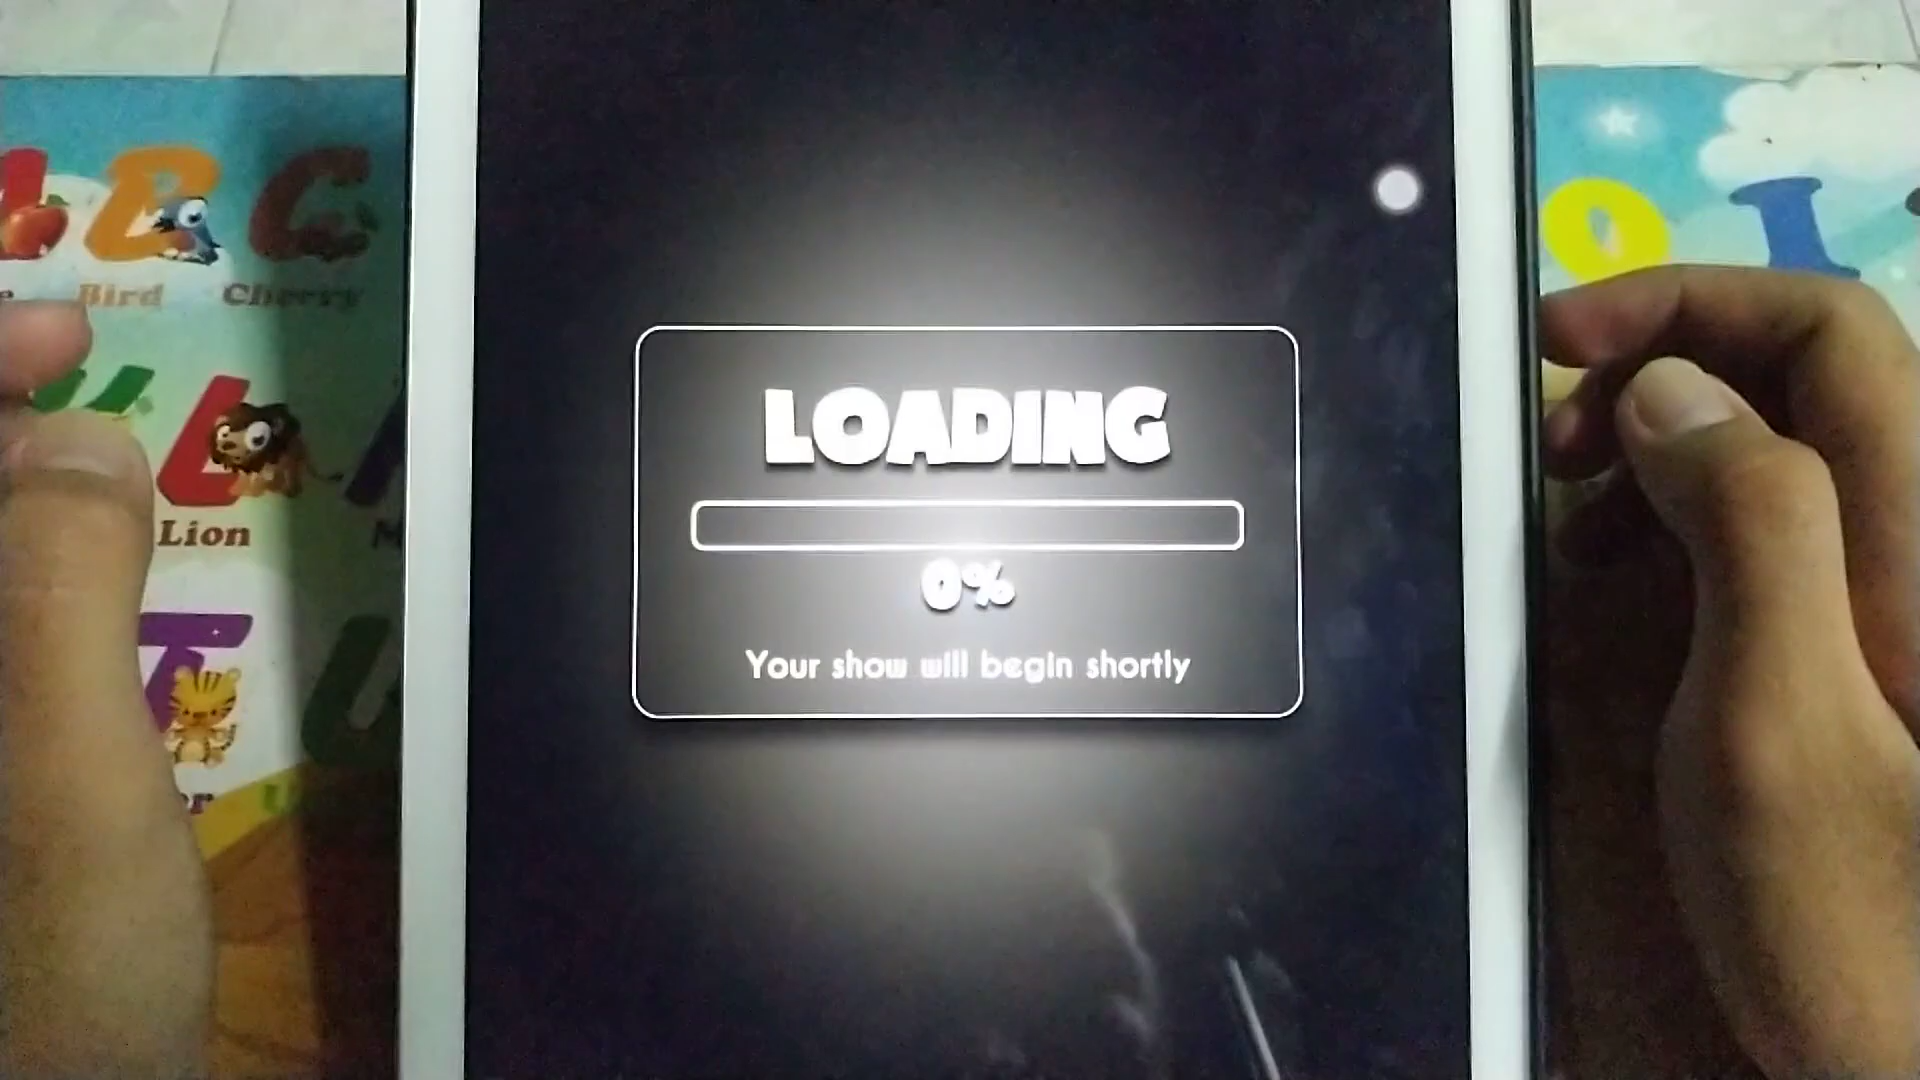 B C
Bird Cherry
L
Lion
T
U
O I
LOADING
0%
Your show will begin shortly